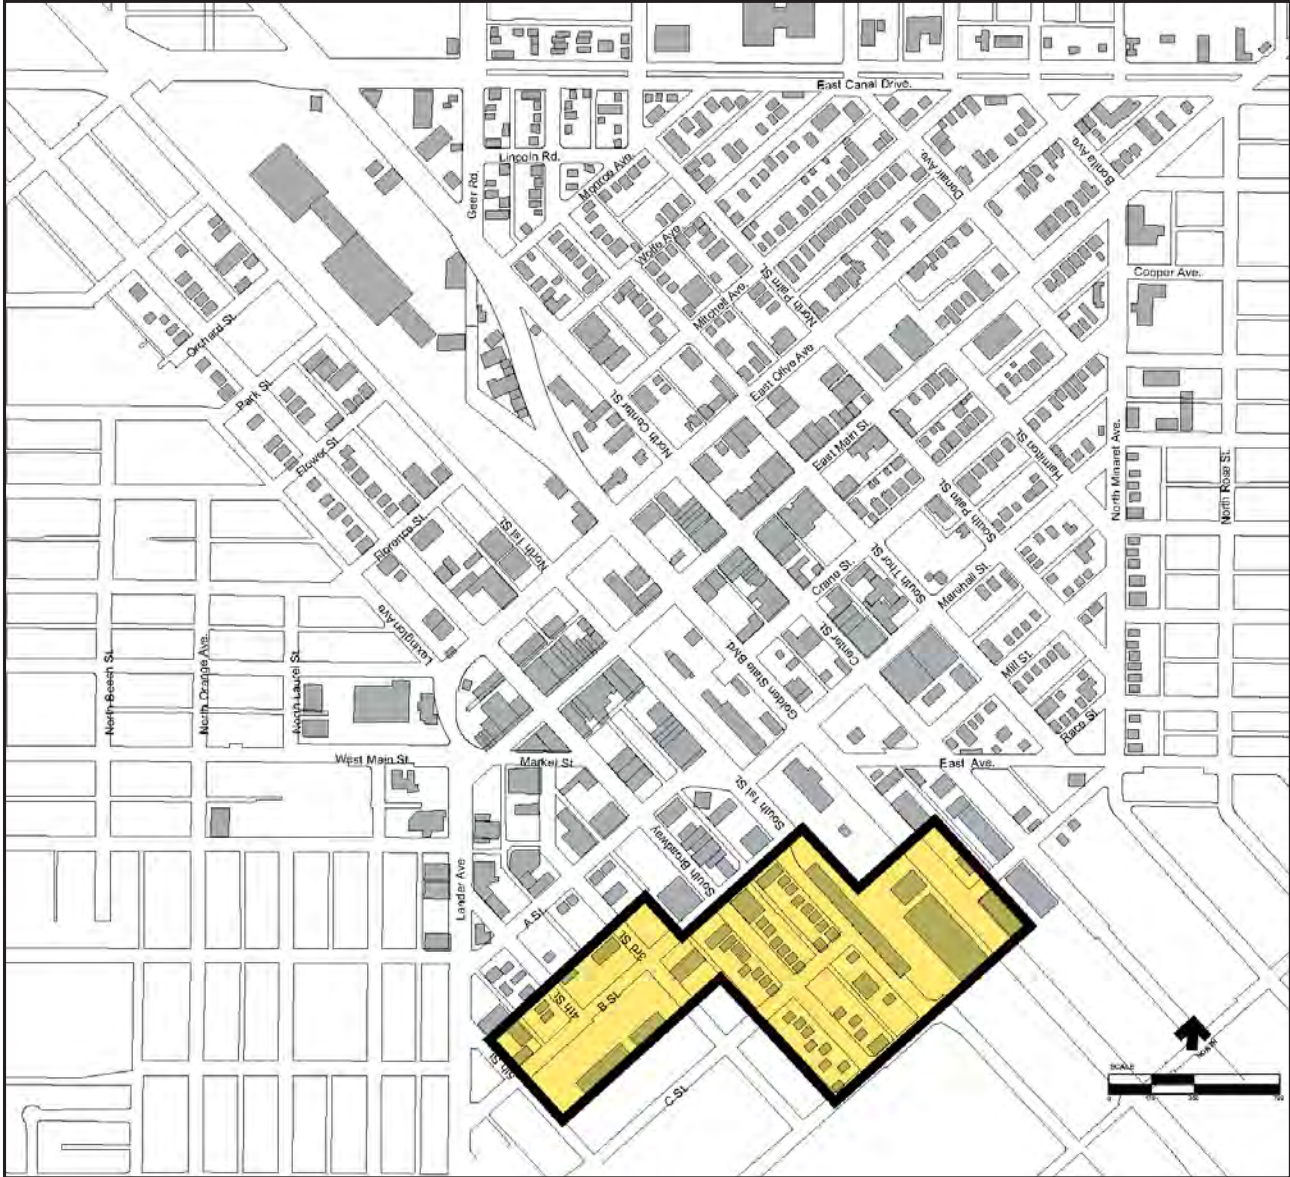 East Canal Drive.
Lincoln Rd.
Monroe Ave.
Geer Rd.
Donair Ave.
Bonita Ave.
Wolfe Ave.
Cooper Ave.
North Palm St.
Mitchell Ave.
Orchard St.
East Olive Ave
Park St.
North Center St.
East Main St.
Flower St.
Hamilton St.
North Minaret Ave.
North Rose St.
South Palm St.
Florence St.
North 1st St.
Crane St.
South Thor St.
Marshall St.
Lexington Ave
Center St.
Golden State Blvd.
Mill St.
North Beech St.
North Orange Ave.
North Laurel St.
Race St.
West Main St.
Market St
East Ave.
South 1st St.
South Broadway
Lander Ave
A St.
3rd St.
4th St.
B St.
5th St.
C St.
NORTH
SCALE
0